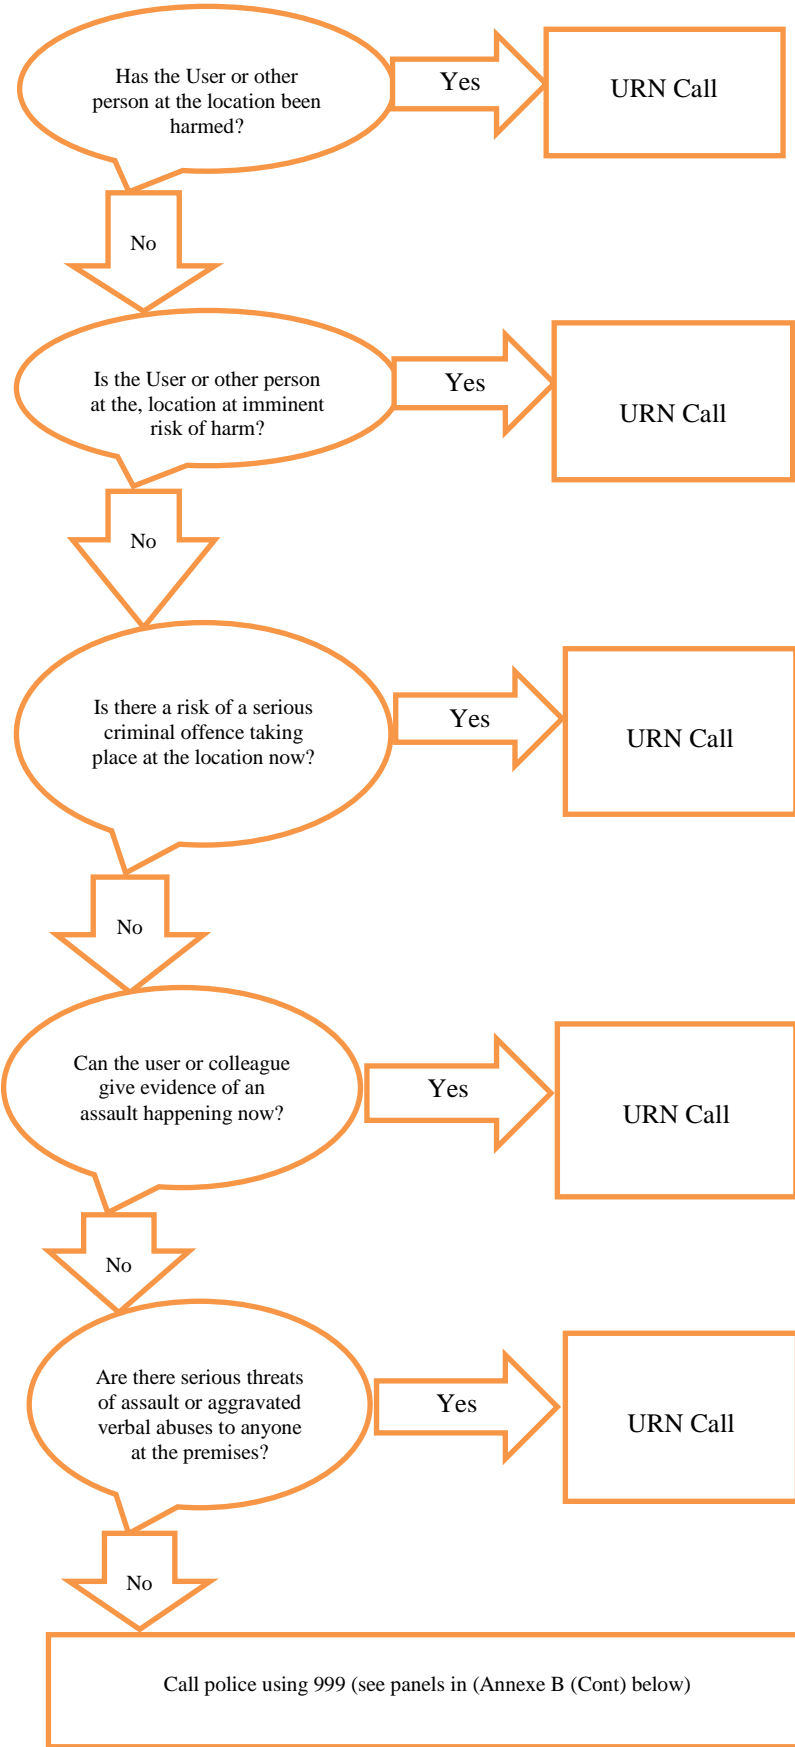 Has the User or other
person at the location been
harmed?
Yes
URN Call
No
Is the User or other person
at the, location at imminent
risk of harm?
Yes
URN Call
No
Is there a risk of a serious
criminal offence taking
place at the location now?
Yes
URN Call
No
Can the user or colleague
give evidence of an
assault happening now?
Yes
URN Call
No
Are there serious threats
of assault or aggravated
verbal abuses to anyone
at the premises?
Yes
URN Call
No
Call police using 999 (see panels in (Annexe B (Cont) below)